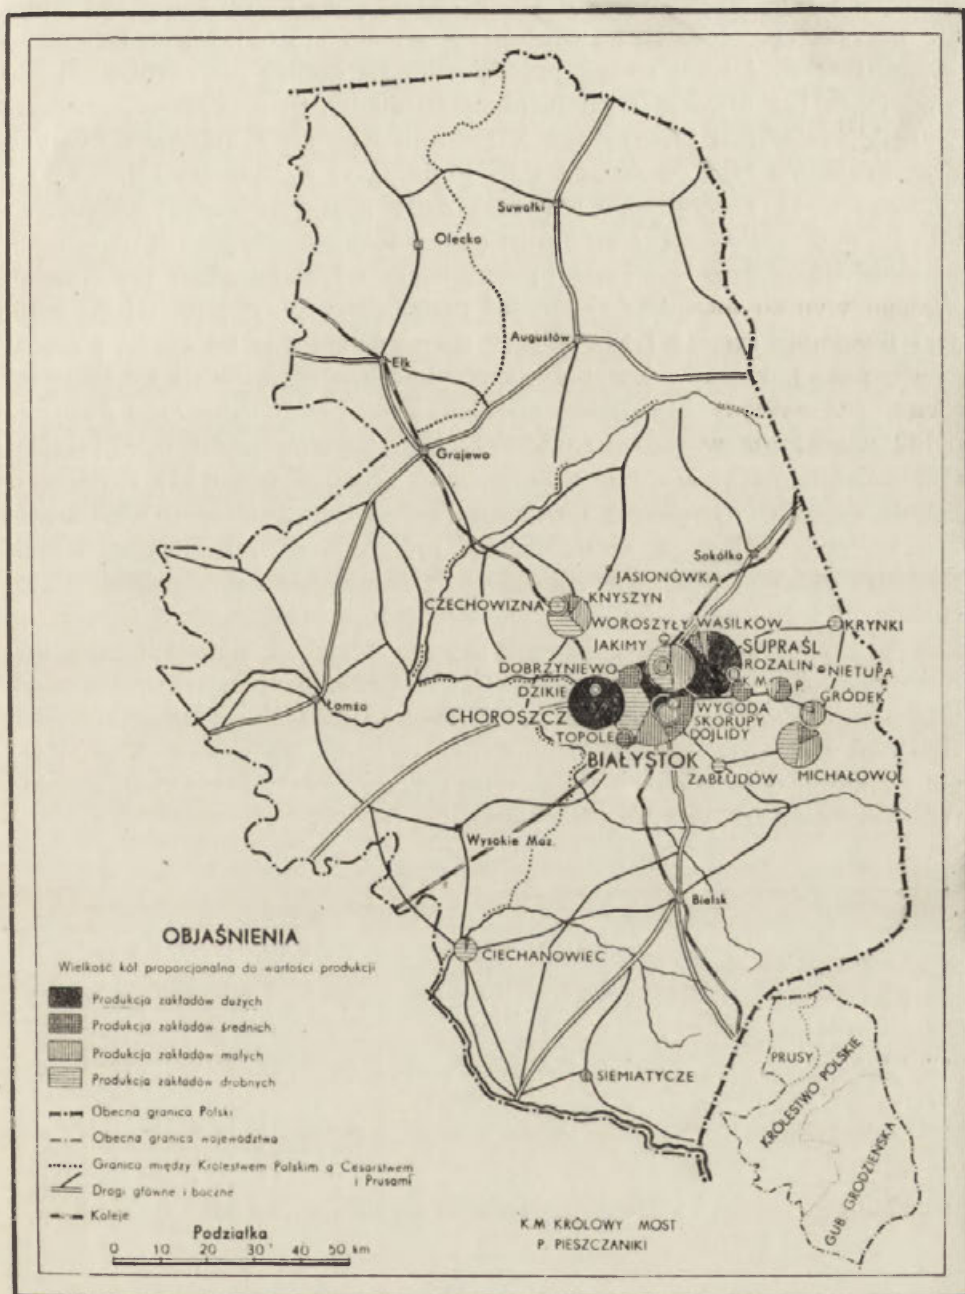 Suwałki
Olecko
Augustów
Ełk
Grajewo
Sokółka
JASIONÓWKA
KNYSZYN
CZECHOWIZNA
WOROSZYŁY
WASILKÓW
KRYNKI
JAKIMY
SUPRAŚL
DOBRZYNIEWO
ROZALIN
NIETUPA
DZIKIE
K M
P.
GRÓDEK
CHOROSZCZ
WYGODA
SKORUPY
Łomża
TOPOLE
DOJLIDY
BIAŁYSTOK
ZABŁUDÓW
MICHAŁOWO
Wysokie Maz.
Bielsk
CIECHANOWIEC
SIEMIATYCZE
OBJAŚNIENIA
Wielkość kół proporcjonalna do wartości produkcji
Produkcja zakładów dużych
Produkcja zakładów średnich
Produkcja zakładów małych
Produkcja zakładów drobnych
Obecna granica Polski
Obecna granica województwa
Granica między Królestwem Polskim a Cesarstwem
i Prusami
Drogi główne i boczne
Koleje
Podziałka
0 10 20 30 40 50 km
PRUSY
KRÓLESTWO POLSKIE
GUB. GRODZIEŃSKA
K.M KRÓLOWY MOST
P. PIESZCZANIKI